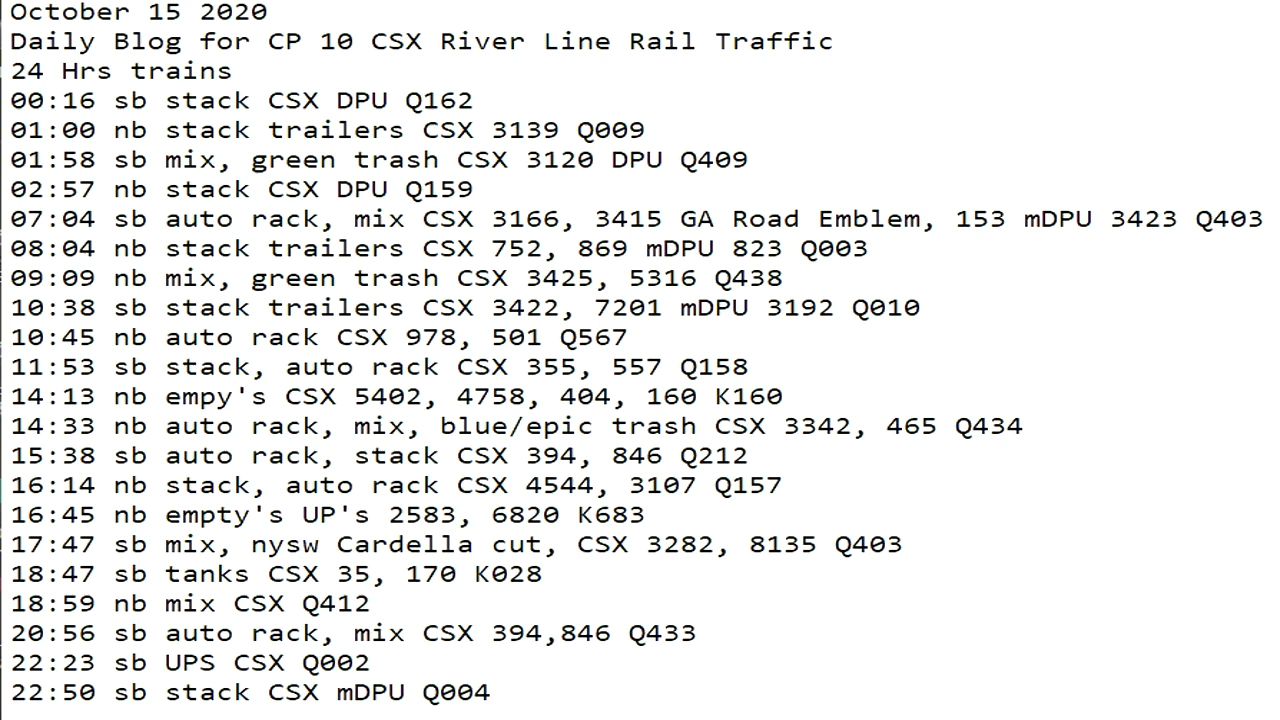 October 15 2020
Daily Blog for CP 10 CSX River Line Rail Traffic
24 Hrs trains
00:16 sb stack CSX DPU Q162
01:00 nb stack trailers CSX 3139 Q009
01:58 sb mix, green trash CSX 3120 DPU Q409
02:57 nb stack CSX DPU Q159
07:04 sb auto rack, mix CSX 3166, 3415 GA Road Emblem, 153 mDPU 3423 Q403
08:04 nb stack trailers CSX 752, 869 mDPU 823 Q003
09:09 nb mix, green trash CSX 3425, 5316 Q438
10:38 sb stack trailers CSX 3422, 7201 mDPU 3192 Q010
10:45 nb auto rack CSX 978, 501 Q567
11:53 sb stack, auto rack CSX 355, 557 Q158
14:13 nb empy's CSX 5402, 4758, 404, 160 K160
14:33 nb auto rack, mix, blue/epic trash CSX 3342, 465 Q434
15:38 sb auto rack, stack CSX 394, 846 Q212
16:14 nb stack, auto rack CSX 4544, 3107 Q157
16:45 nb empty's UP's 2583, 6820 K683
17:47 sb mix, nysw Cardella cut, CSX 3282, 8135 Q403
18:47 sb tanks CSX 35, 170 K028
18:59 nb mix CSX Q412
20:56 sb auto rack, mix CSX 394,846 Q433
22:23 sb UPS CSX Q002
22:50 sb stack CSX mDPU Q004